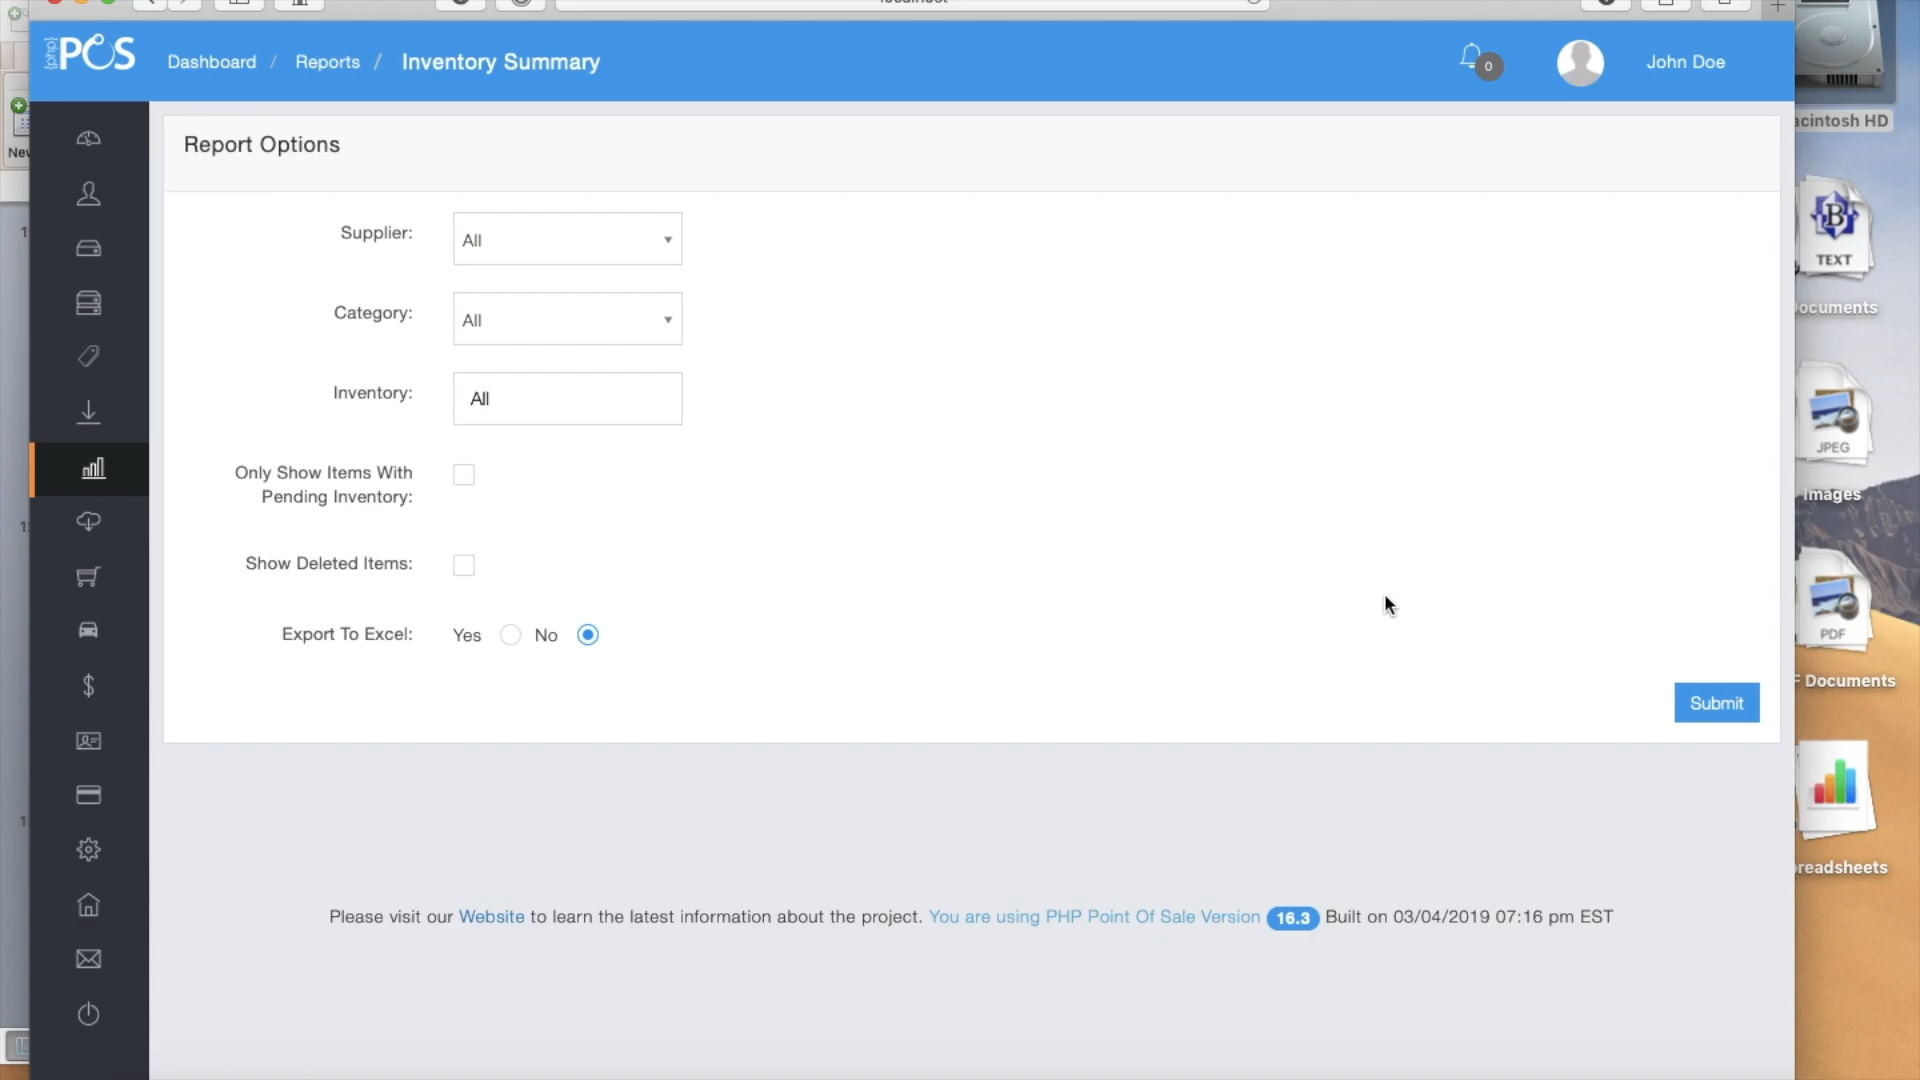 {php}
POS
Dashboard / Reports / Inventory Summary
0
John Doe
Report Options
Supplier: All
Category: All
Inventory: All
Only Show Items With
Pending Inventory:
Show Deleted Items:
Export To Excel: Yes No
Submit
Please visit our Website to learn the latest information about the project. You are using PHP Point Of Sale Version 16.3 Built on 03/04/2019 07:16 pm EST
acintosh HD
TEXT
ocuments
JPEG
Images
PDF
F Documents
readsheets